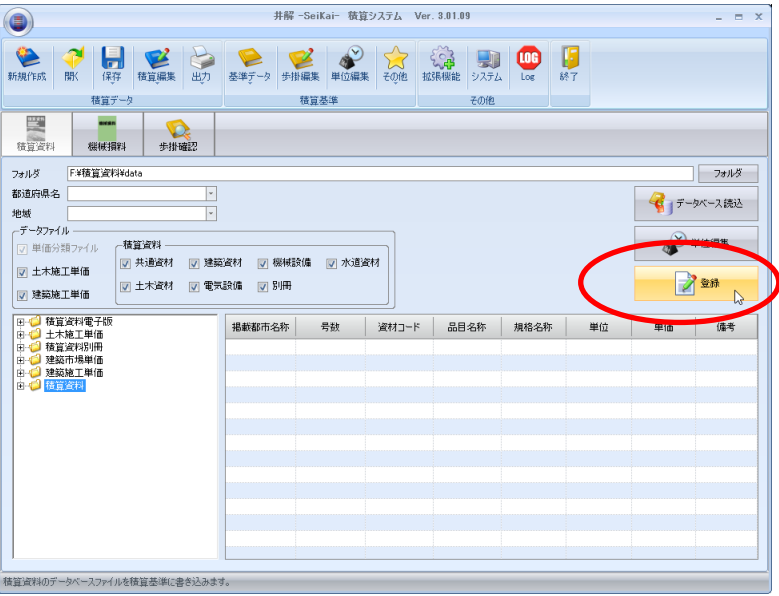 井解 -SeiKai- 積算システム Ver. 3.01.09
新規作成 開く 保存 積算編集 出力 基準データ 歩掛編集 単位編集 その他 拡張機能 システム LOG Log 終了
積算データ 積算基準 その他
積算資料 機械損料 歩掛確認
フォルダ F:¥積算資料¥data フォルダ
都道府県名 データベース読込
地域
データファイル
単価分類ファイル 積算資料 単位編集
共通資材 建築資材 機械設備 水道資材
土木施工単価
土木資材 電気設備 別冊 登録
建築施工単価
積算資料電子版 掲載都市名称 号数 資材コード 品目名称 規格名称 単位 単価 備考
土木施工単価
積算資料別冊
建築市場単価
建築施工単価
積算資料
積算資料のデータベースファイルを積算基準に書き込みます。